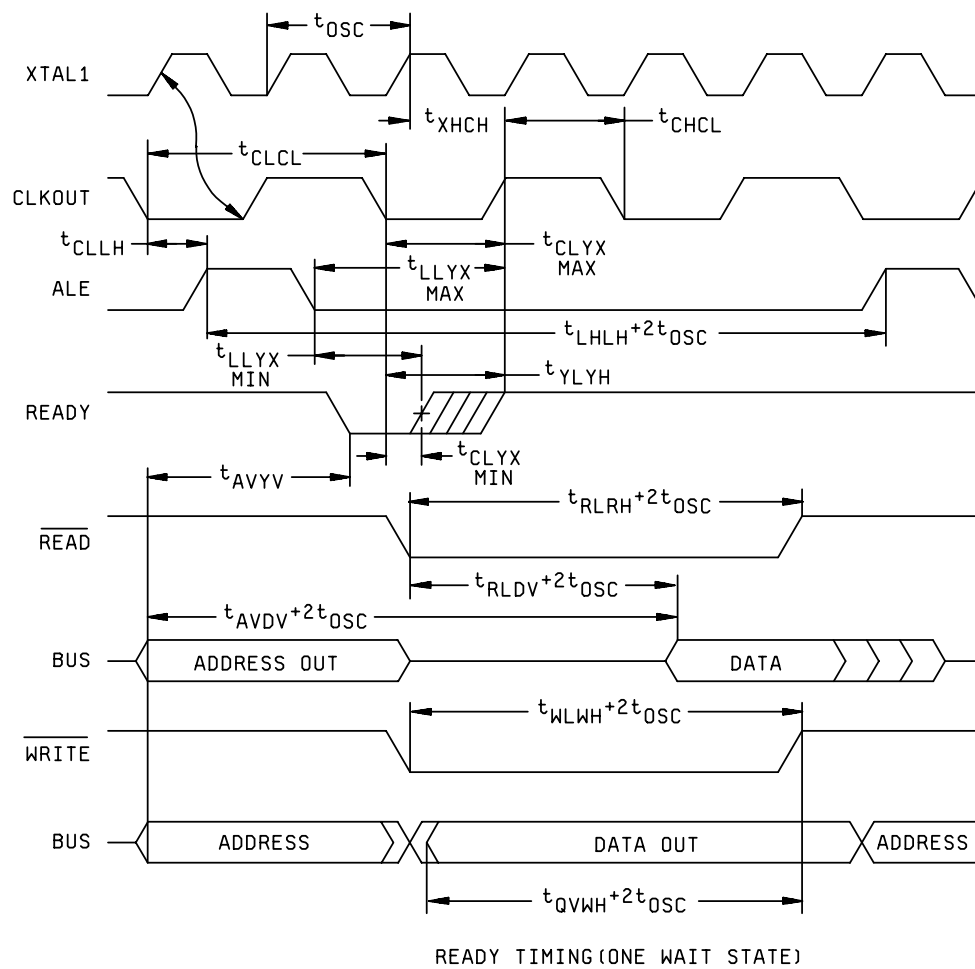 tOSC
XTAL1
tXHCH
tCHCL
tCLCL
CLKOUT
tCLLH
tCLYX
MAX
tLLYX
MAX
ALE
tLHLH+2tOSC
tLLYX
MIN
tYLYH
READY
tCLYX
MIN
tAVYV
tRLRH+2tOSC
READ
tRLDV+2tOSC
tAVDV+2tOSC
BUS
ADDRESS OUT
DATA
tWLWH+2tOSC
WRITE
BUS
ADDRESS
DATA OUT
ADDRESS
tQVWH+2tOSC
READY TIMING(ONE WAIT STATE)